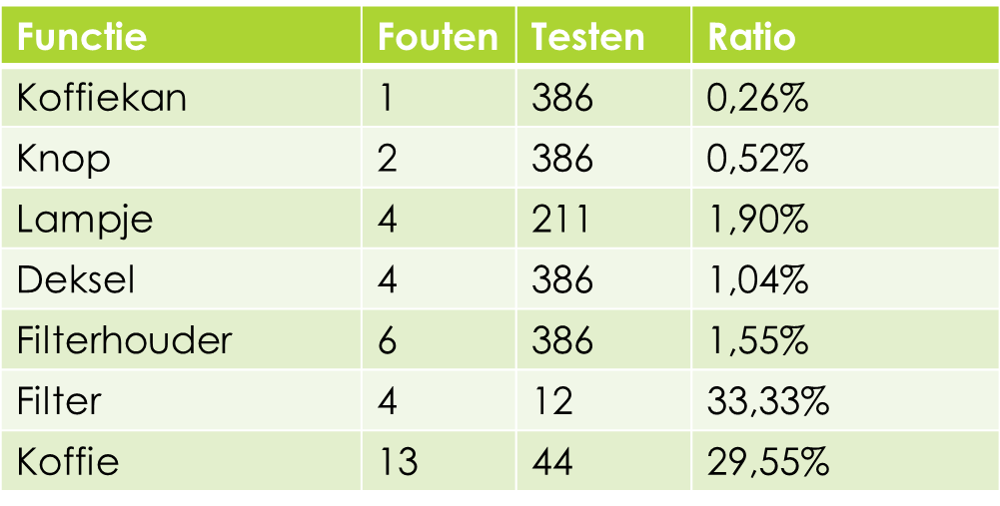 Functie Fouten Testen Ratio
Koffiekan 1 386 0,26%
Knop 2 386 0,52%
Lampje 4 211 1,90%
Deksel 4 386 1,04%
Filterhouder 6 386 1,55%
Filter 4 12 33,33%
Koffie 13 44 29,55%